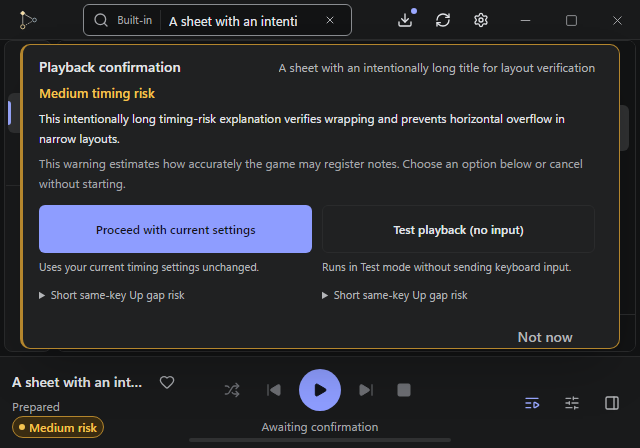 Built-in
A sheet with an intenti
Playback confirmation
A sheet with an intentionally long title for layout verification
Medium timing risk
This intentionally long timing-risk explanation verifies wrapping and prevents horizontal overflow in
narrow layouts.
This warning estimates how accurately the game may register notes. Choose an option below or cancel
without starting.
Proceed with current settings
Test playback (no input)
Uses your current timing settings unchanged.
Runs in Test mode without sending keyboard input.
Short same-key Up gap risk
Short same-key Up gap risk
Not now
A sheet with an int...
Prepared
Medium risk
Awaiting confirmation